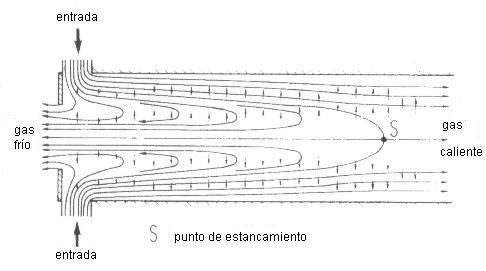 entrada
S
gas
frío
gas
caliente
S punto de estancamiento
entrada